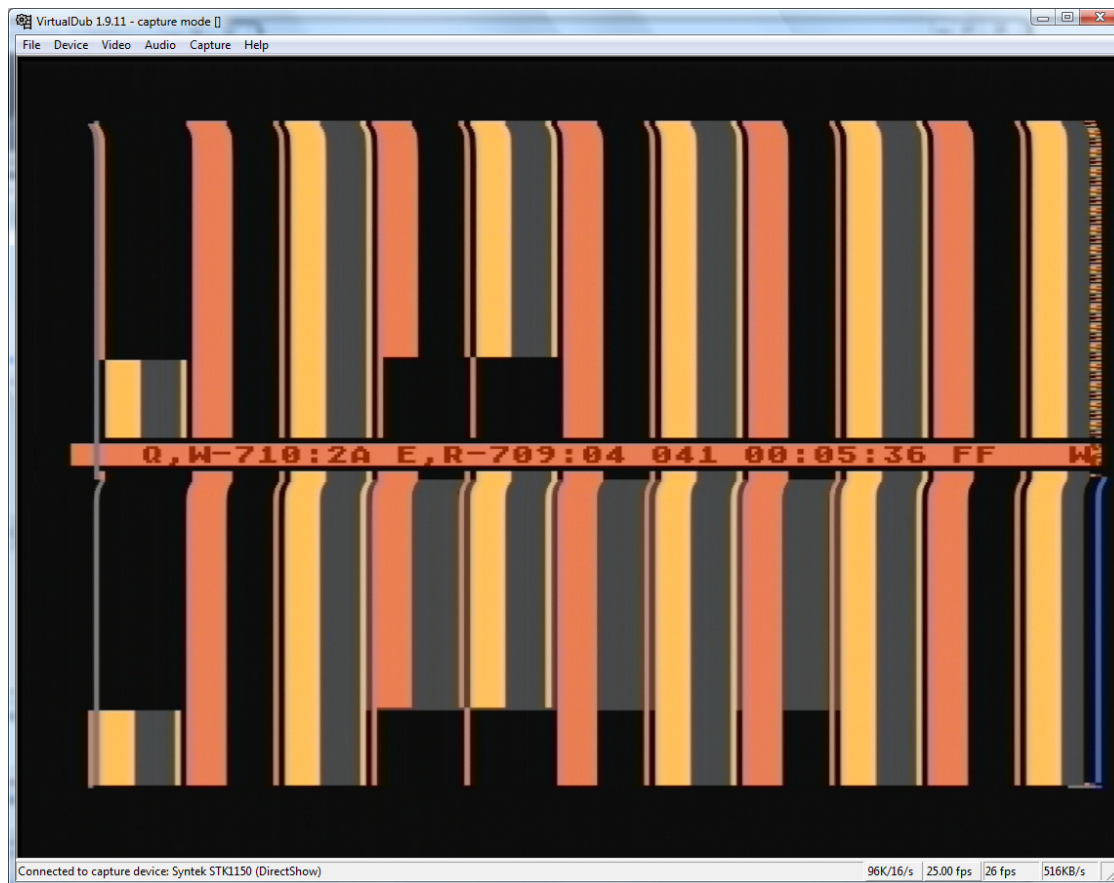 VirtualDub 1.9.11 - capture mode []
File Device Video Audio Capture Help
Q,W-710:2A E,R-709:04 041 00:05:36 FF
Connected to capture device: Syntek STK1150 (DirectShow) 96K/16/s 25.00 fps 26 fps 516KB/s